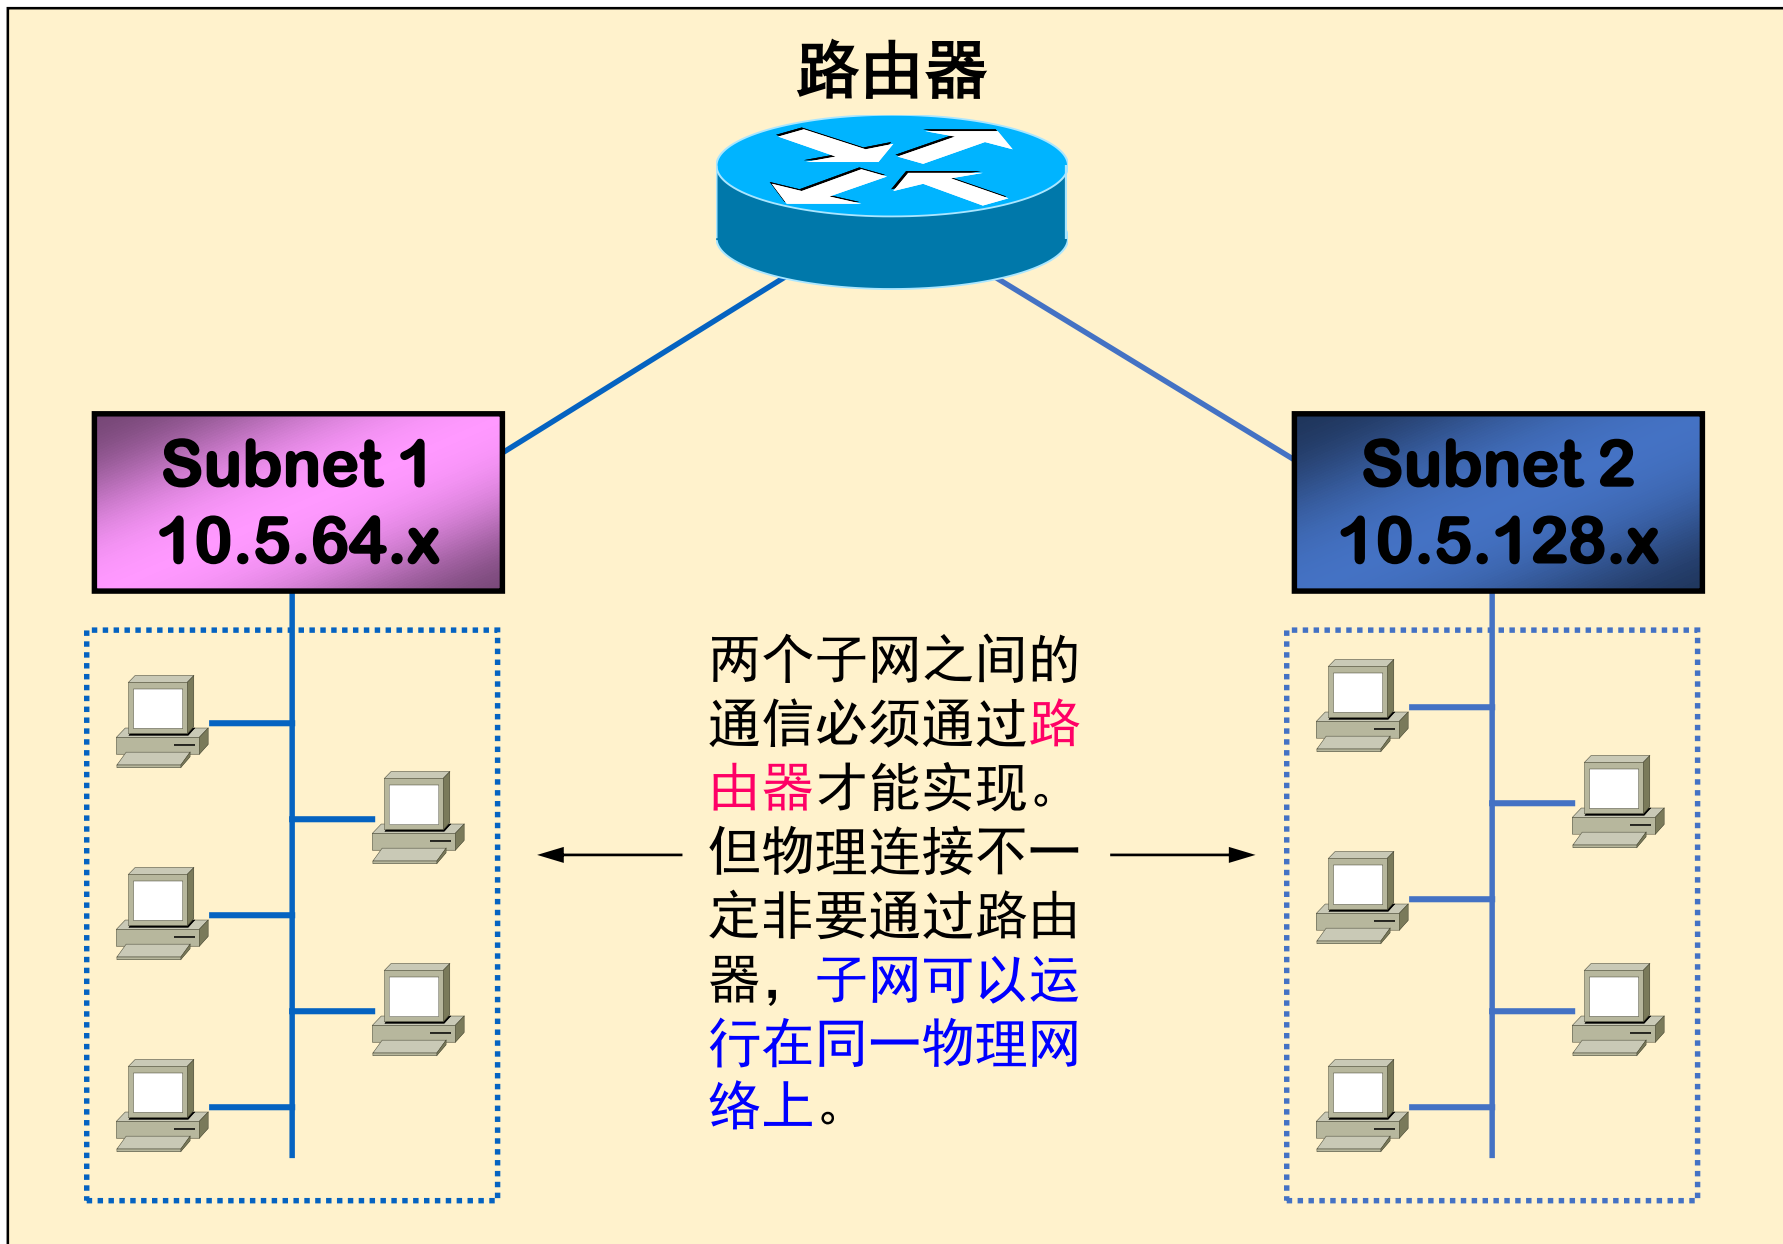 路由器
Subnet 1
10.5.64.x
Subnet 2
10.5.128.x
两个子网之间的
通信必须通过路
由器才能实现。
但物理连接不一
定非要通过路由
器，子网可以运
行在同一物理网
络上。